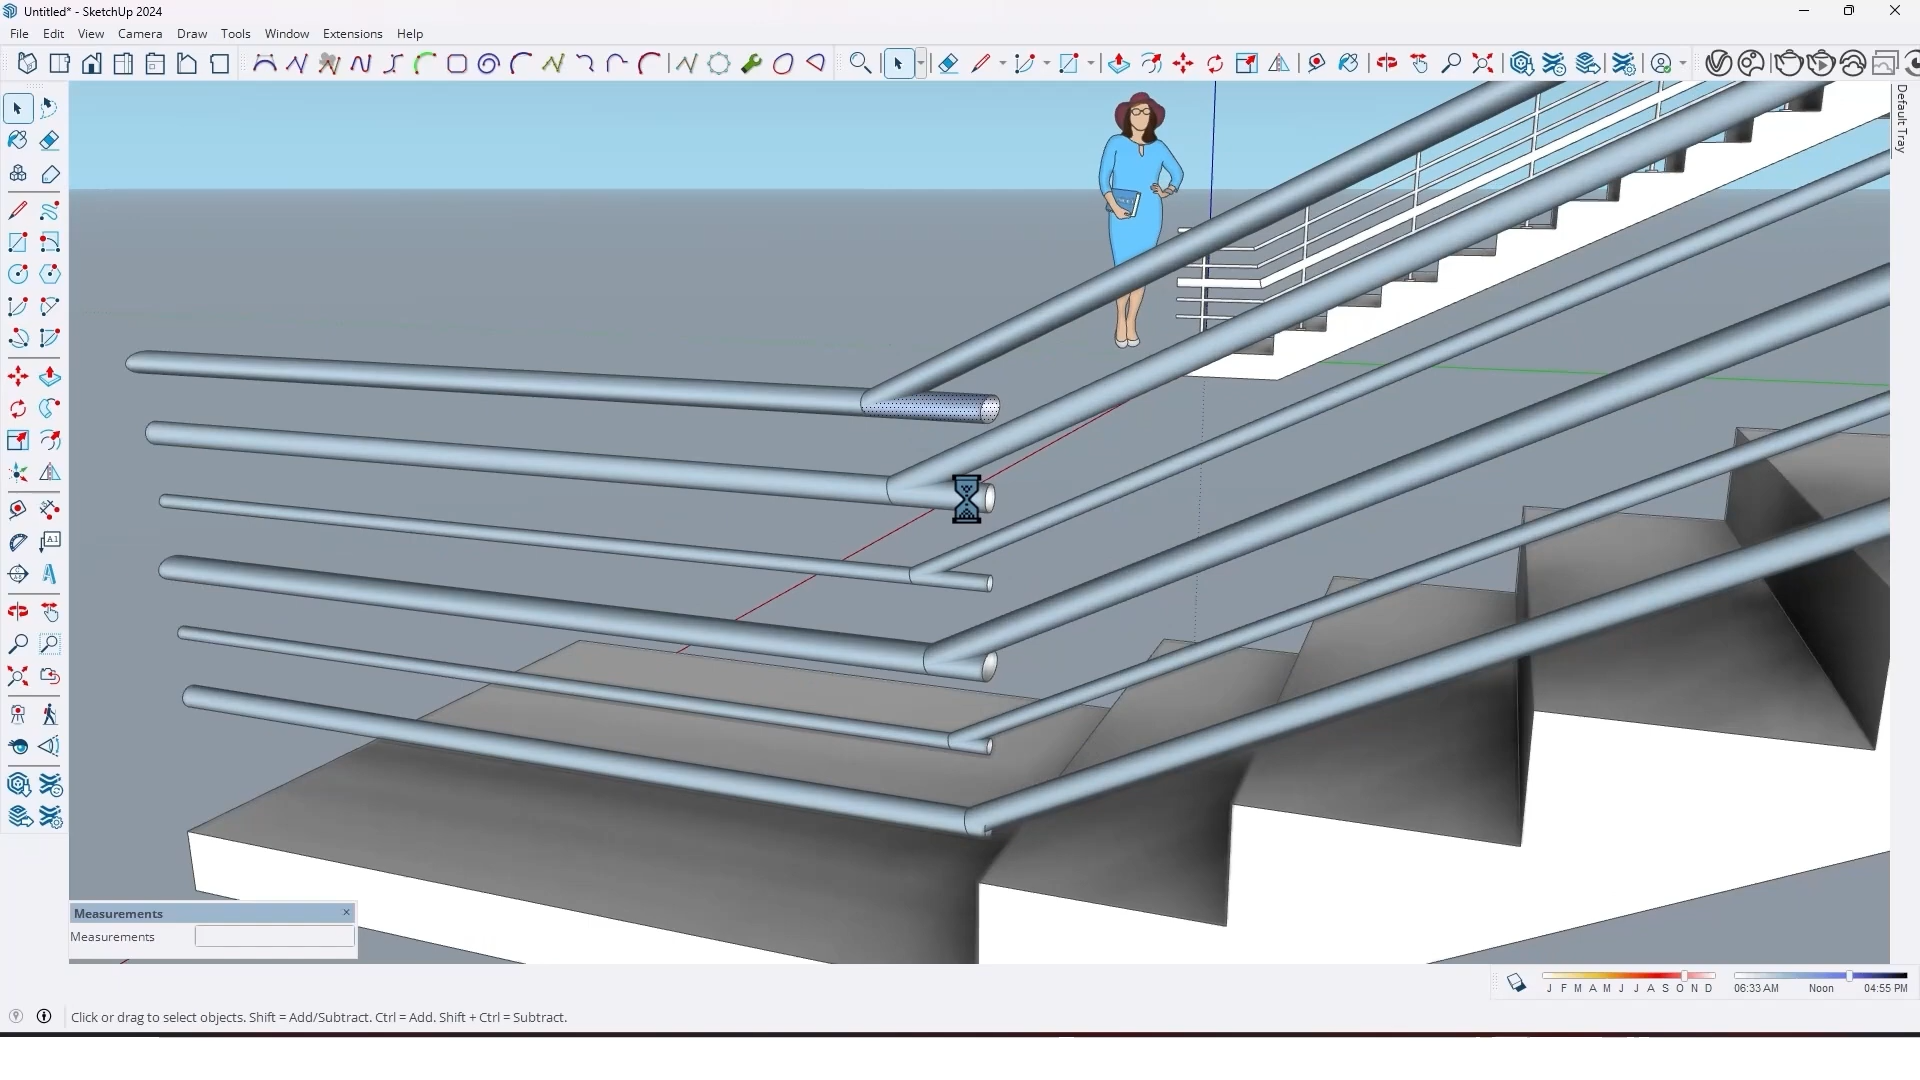 Untitled* - SketchUp 2024
File Edit View Camera Draw Tools Window Extensions Help
Default Tray
A1
A
Measurements
Measurements
J F M A M J J A S O N D
06:33 AM Noon 04:55 PM
Click or drag to select objects. Shift = Add/Subtract. Ctrl = Add. Shift + Ctrl = Subtract.